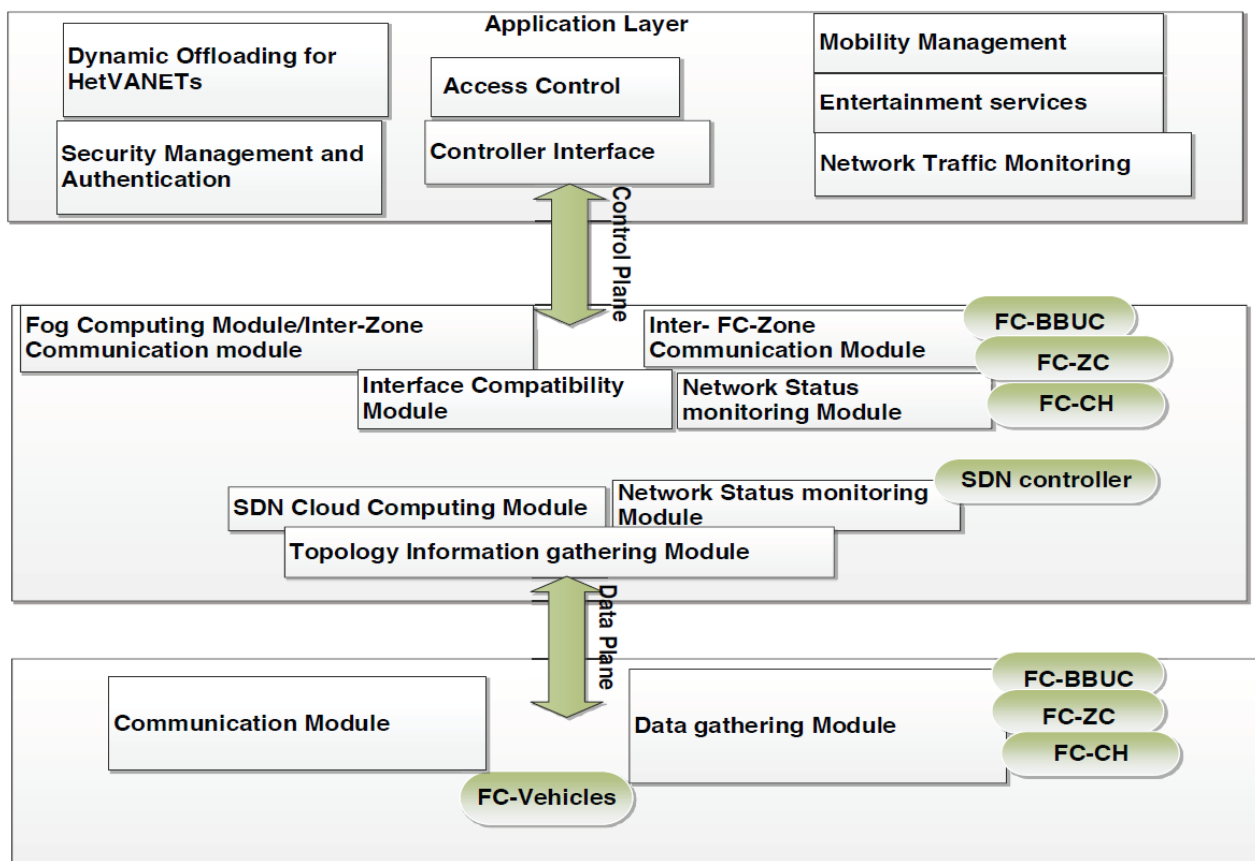 Application Layer
Dynamic Offloading for
HetVANETs
Security Management and
Authentication
Access Control
Controller Interface
Mobility Management
Entertainment services
Network Traffic Monitoring
Control Plane
Fog Computing Module/Inter-Zone
Communication module
Inter- FC-Zone
Communication Module
FC-BBUC
FC-ZC
FC-CH
Interface Compatibility
Module
Network Status
monitoring Module
SDN controller
SDN Cloud Computing Module
Network Status monitoring
Module
Topology Information gathering Module
Data Plane
Communication Module
Data gathering Module
FC-BBUC
FC-ZC
FC-CH
FC-Vehicles